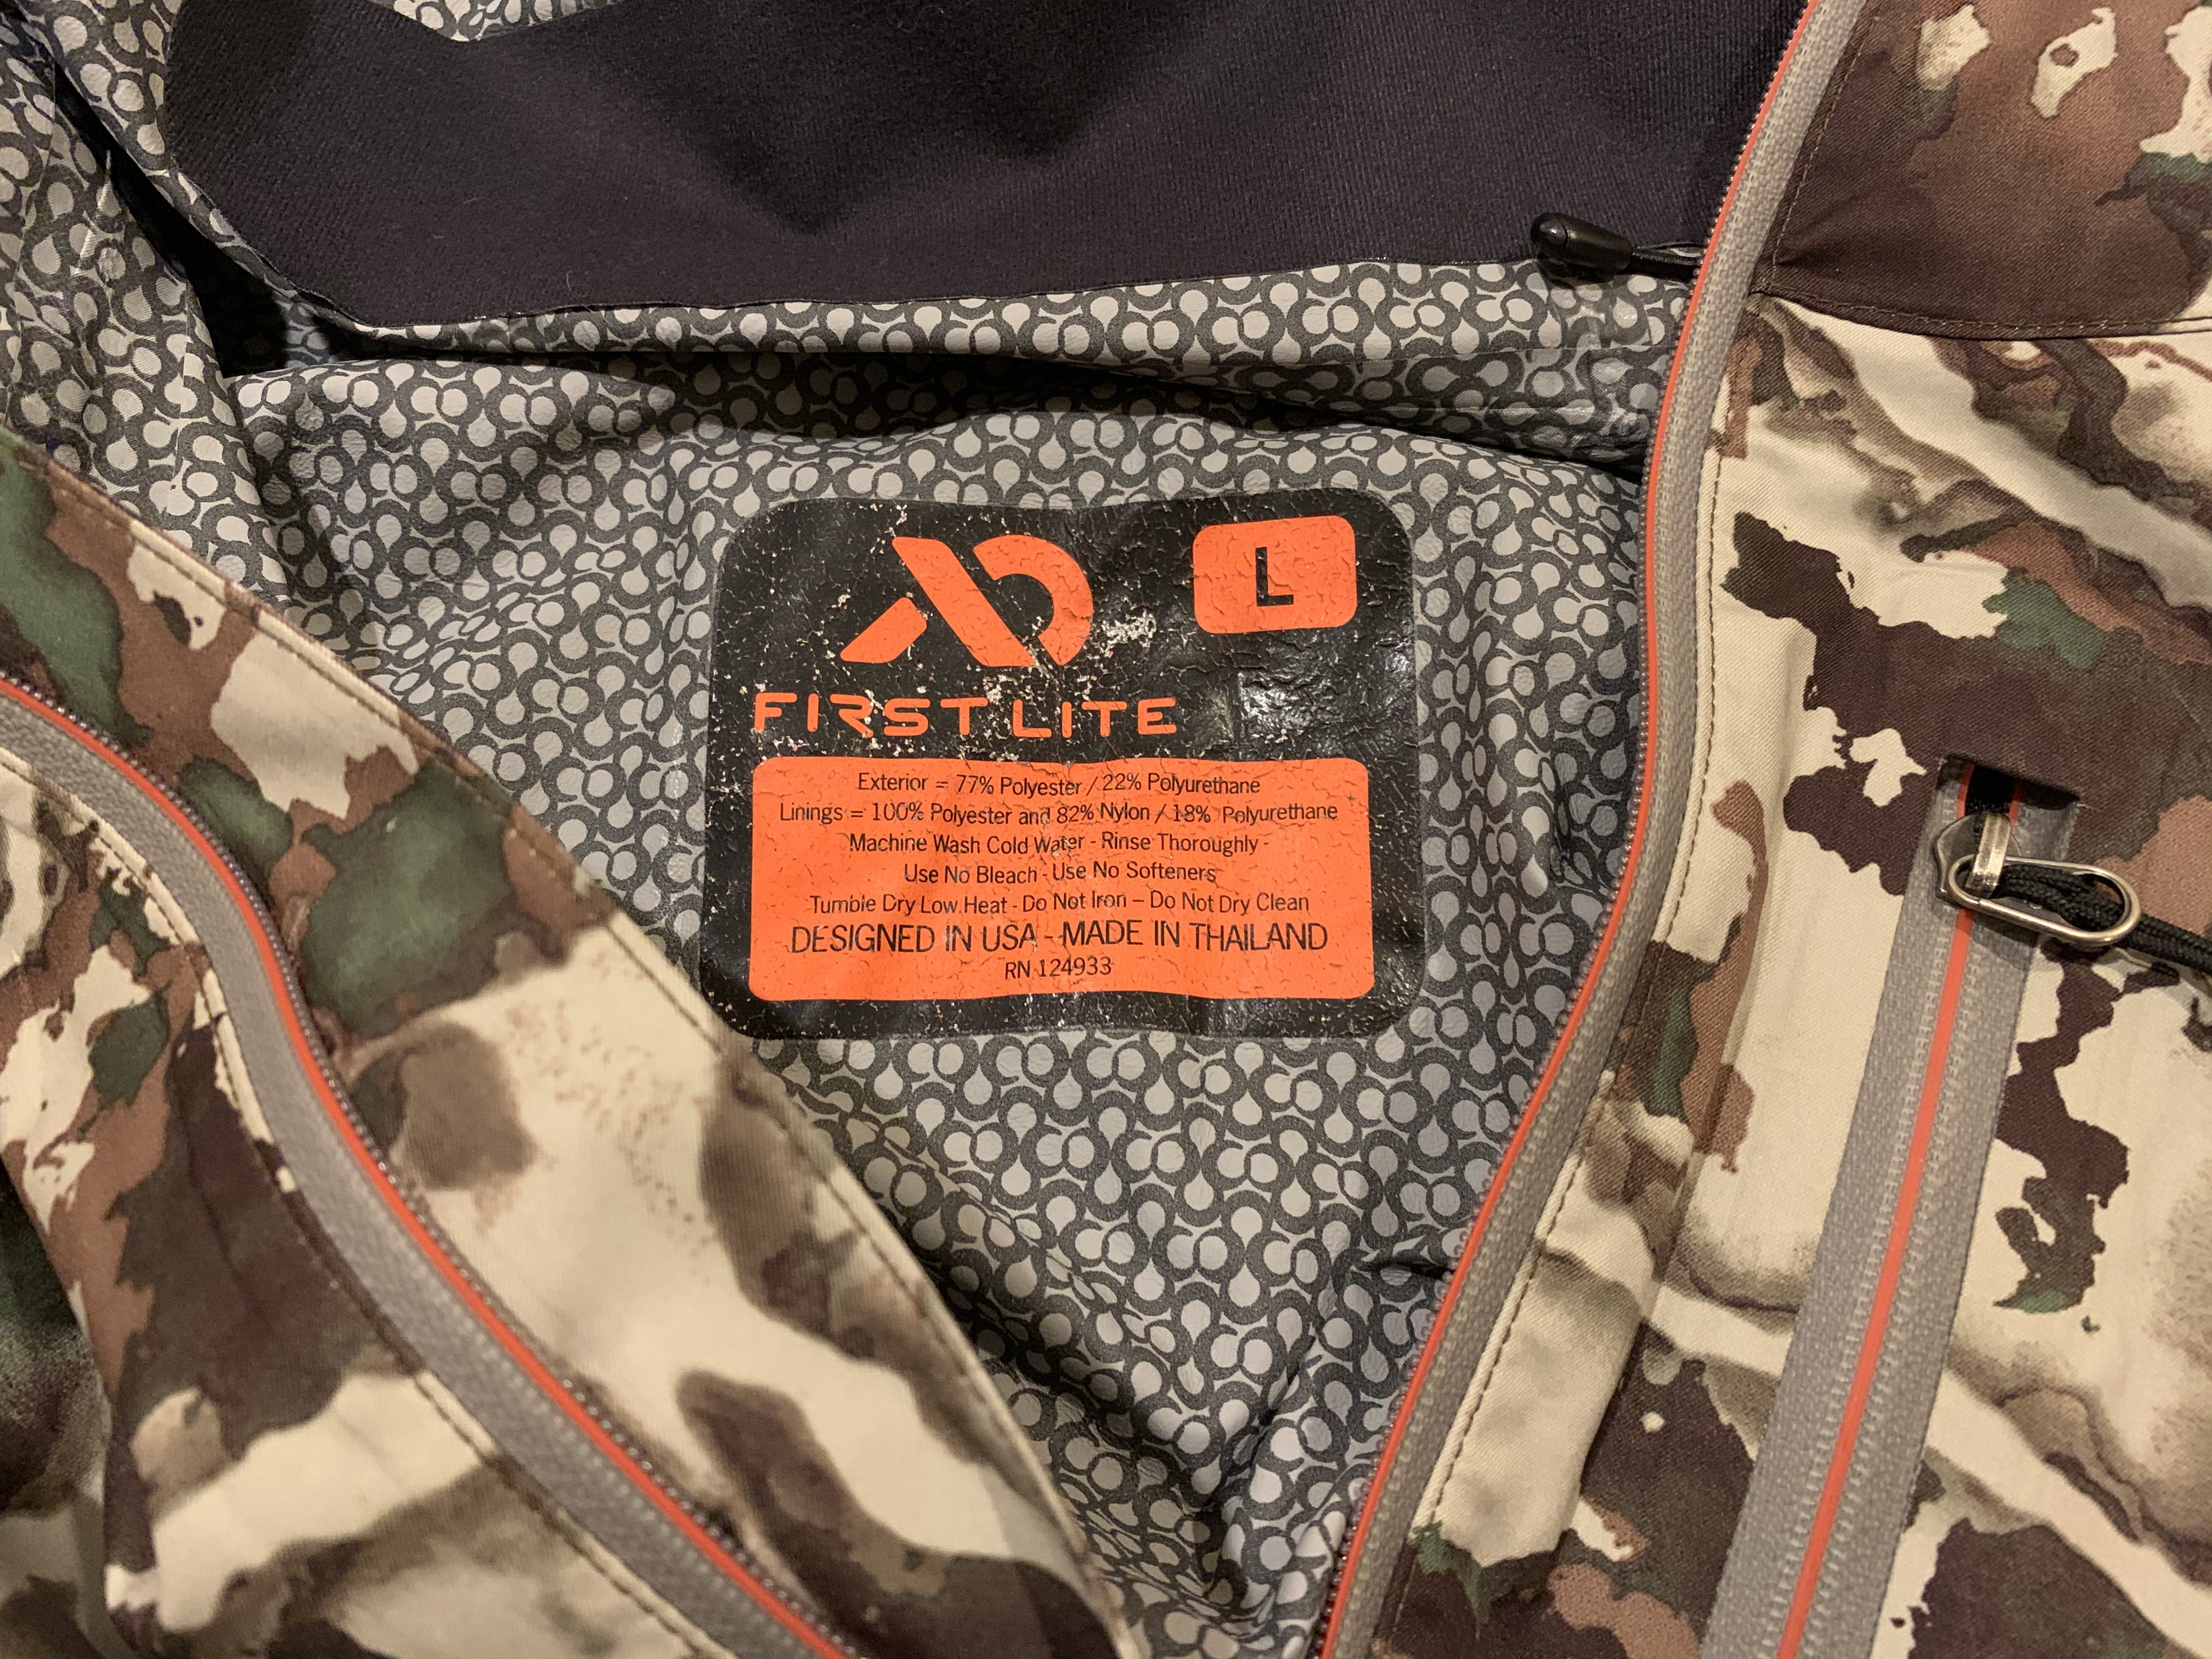 L
FIRST LITE
Exterior = 77% Polyester / 22% Polyurethane
Linings = 100% Polyester and 82% Nylon / 18% Polyurethane
Machine Wash Cold Water - Rinse Thoroughly -
Use No Bleach - Use No Softeners
Tumble Dry Low Heat - Do Not Iron – Do Not Dry Clean
DESIGNED IN USA - MADE IN THAILAND
RN 124933